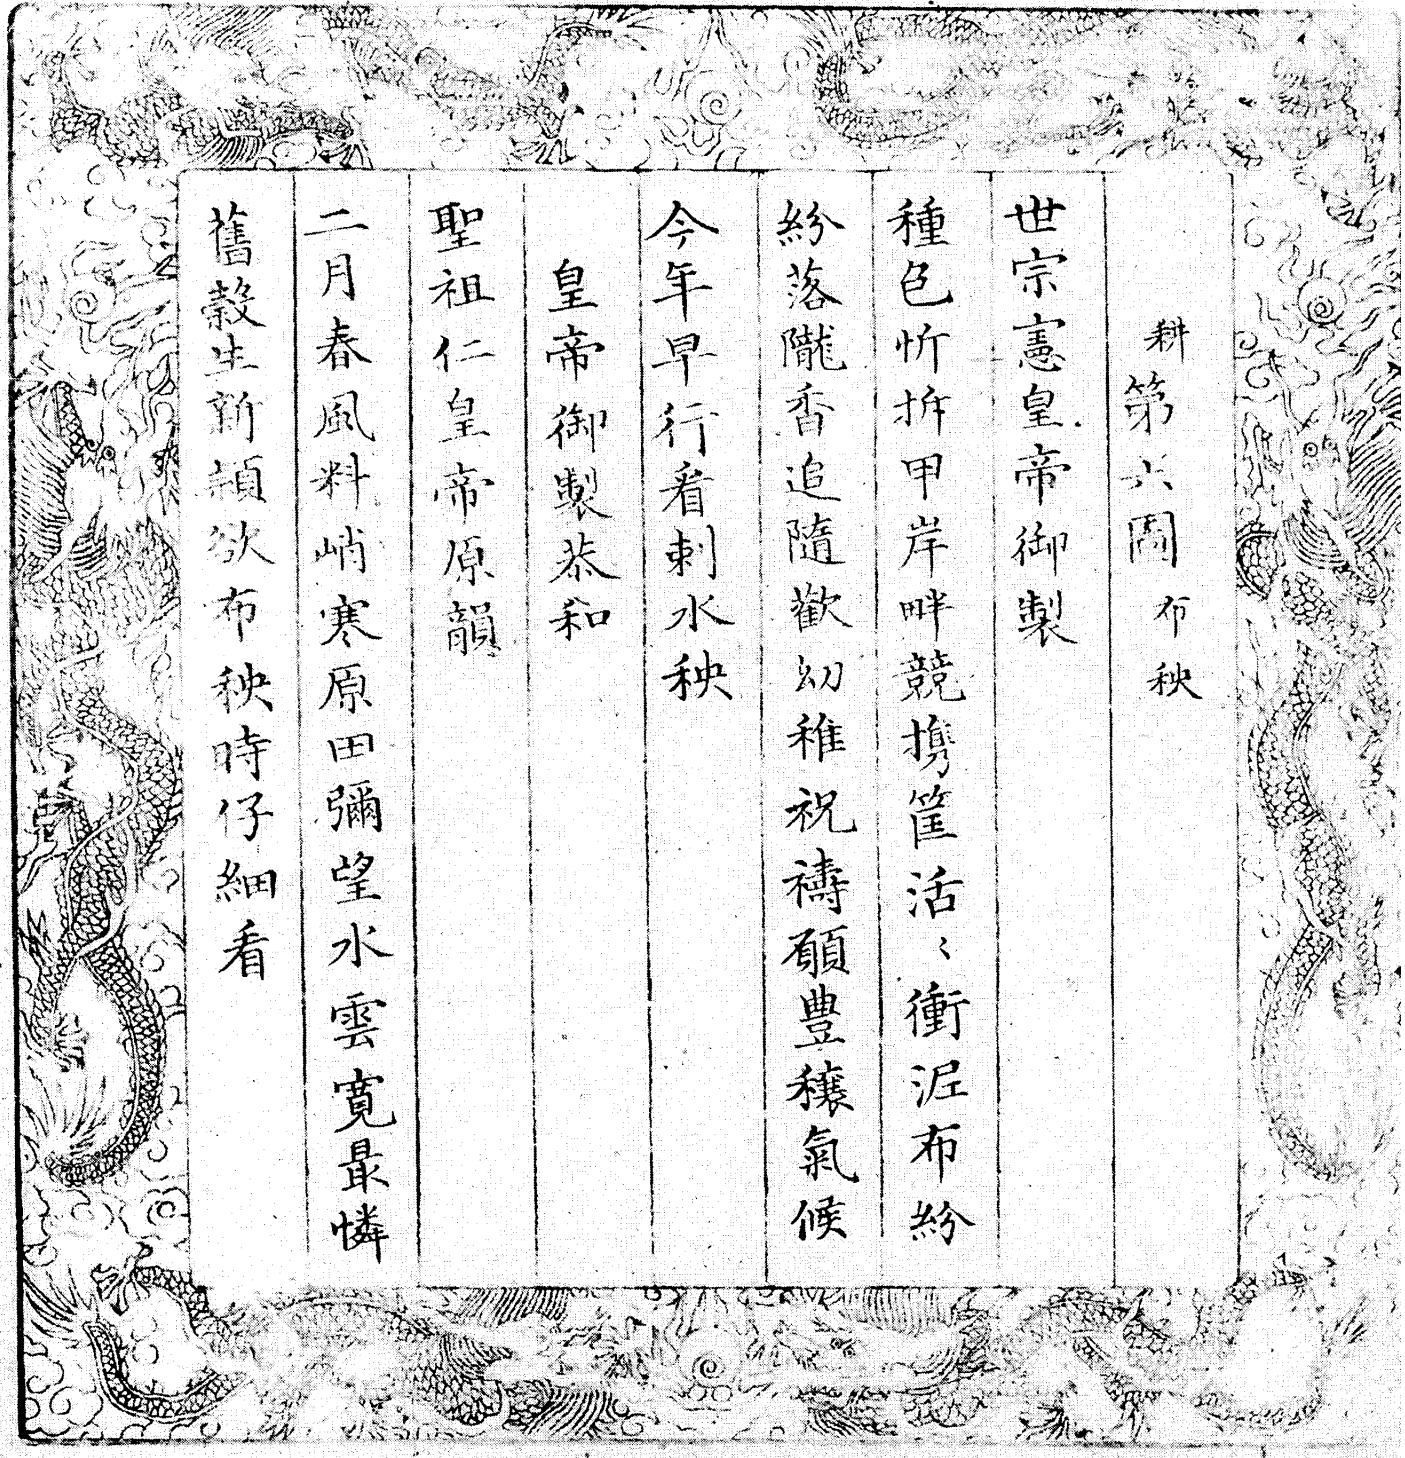 耕第六圖布秧
世宗憲皇帝御製
種包忻拆甲岸畔競携筐活〻衝泥布紛
紛落隴香追隨歡幼稚祝禱願豊穰氣候
今年早行看刺水秧
皇帝御製恭和
聖祖仁皇帝原韻
二月春風料峭寒原田彌望水雲寬最憐
舊穀生新穎欲布秧時仔細看